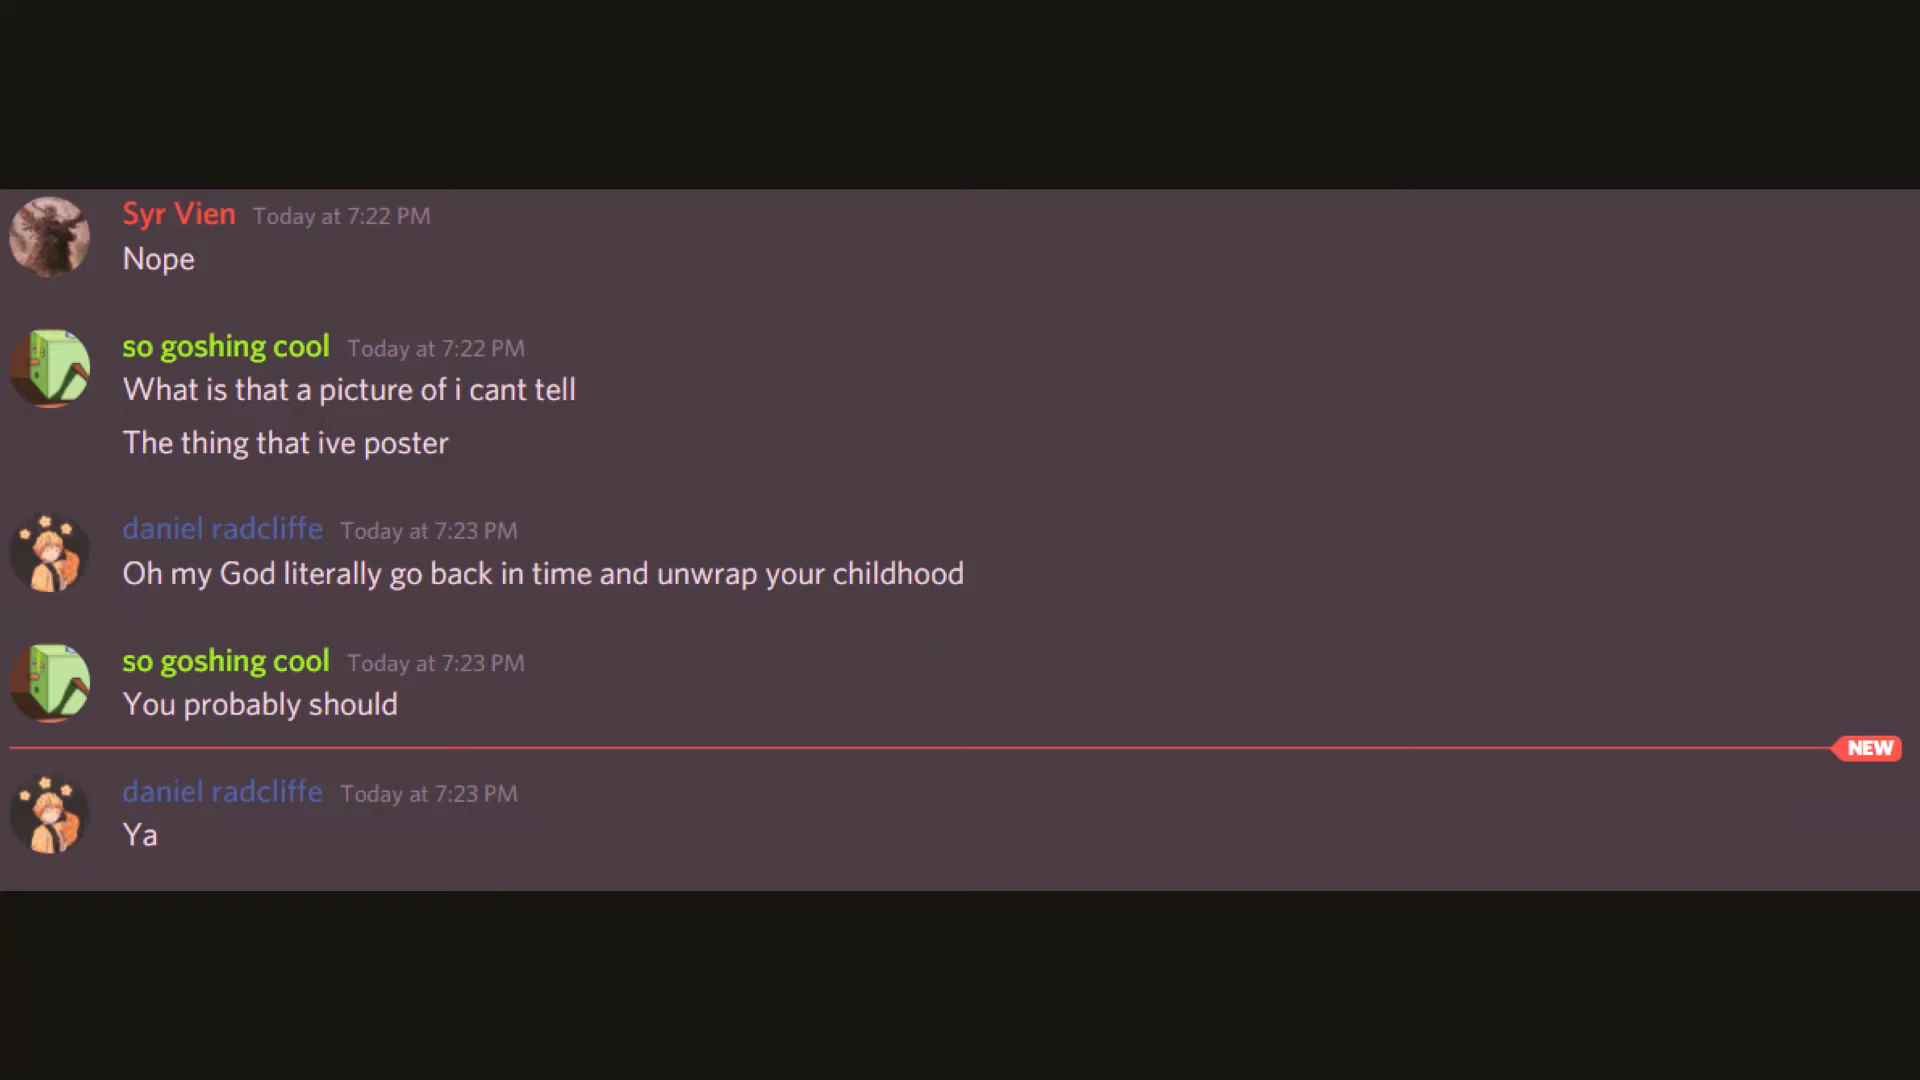 Syr Vien Today at 7:22 PM
Nope
so goshing cool Today at 7:22 PM
What is that a picture of i cant tell
The thing that ive poster
daniel radcliffe Today at 7:23 PM
Oh my God literally go back in time and unwrap your childhood
so goshing cool Today at 7:23 PM
You probably should
NEW
daniel radcliffe Today at 7:23 PM
Ya